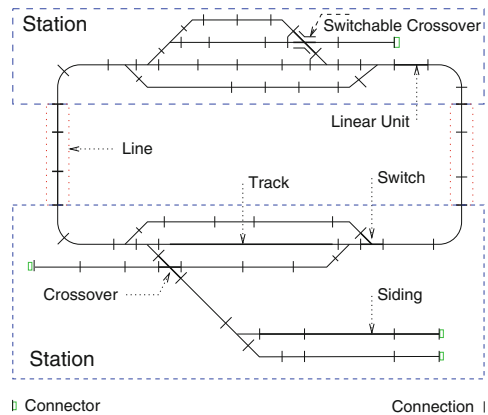 Station
Switchable Crossover
Linear Unit
Line
Track
Switch
Crossover
Siding
Station
Connector
Connection